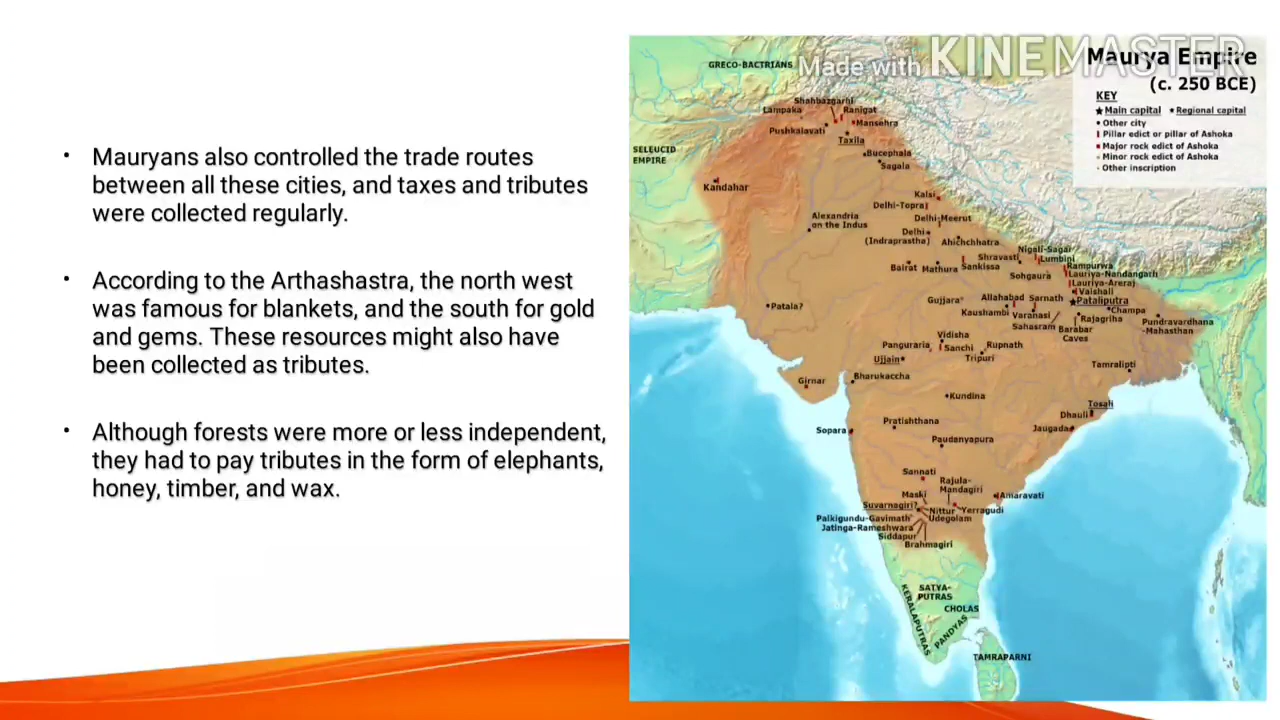 • Mauryans also controlled the trade routes
between all these cities, and taxes and tributes
were collected regularly.
• According to the Arthashastra, the north west
was famous for blankets, and the south for gold
and gems. These resources might also have
been collected as tributes.
• Although forests were more or less independent,
they had to pay tributes in the form of elephants,
honey, timber, and wax.
Made with KINEMASTER
Maurya Empire
(c. 250 BCE)
KEY
Main capital
Regional capital
Other city
Pillar edict or pillar of Ashoka
Major rock edict of Ashoka
Minor rock edict of Ashoka
Other inscription
GRECO-BACTRIANS
SELEUCID
EMPIRE
Shahbazgarhi
Lampaka
Ranigat
Pushkalavati
Mansehra
Taxila
Bucephala
Sagala
Kandahar
Kalsi
Delhi-Topra
Alexandria
on the Indus
Delhi-Meerut
Delhi
(Indraprastha)
Ahichchhatra
Nigali-Sagar
Shravasti
Lumbini
Bairat
Mathura
Sankissa
Rampurwa
Sohgaura
Lauriya-Nandangarh
Lauriya-Areraj
Vaishali
Patala?
Gujjara
Allahabad
Sarnath
Pataliputra
Kaushambi
Varanasi
Champa
Sahasram
Rajagriha
Pundravardhana
-Mahasthan
Barabar
Caves
Vidisha
Panguraria
Sanchi
Rupnath
Ujjain
Tripuri
Tamralipti
Girnar
Bharukaccha
Kundina
Tosali
Dhauli
Pratishthana
Jaugada
Sopara
Paudanyapura
Sannati
Rajula-
Mandagiri
Maski
Amaravati
Suvarnagiri?
Nittur
Yerragudi
Palkigundu-Gavimath
Udegolam
Jatinga-Rameshwara
Siddapur
Brahmagiri
SATYA-
PUTRAS
CHOLAS
KERALAPUTRAS
PANDYAS
TAMRAPARNI